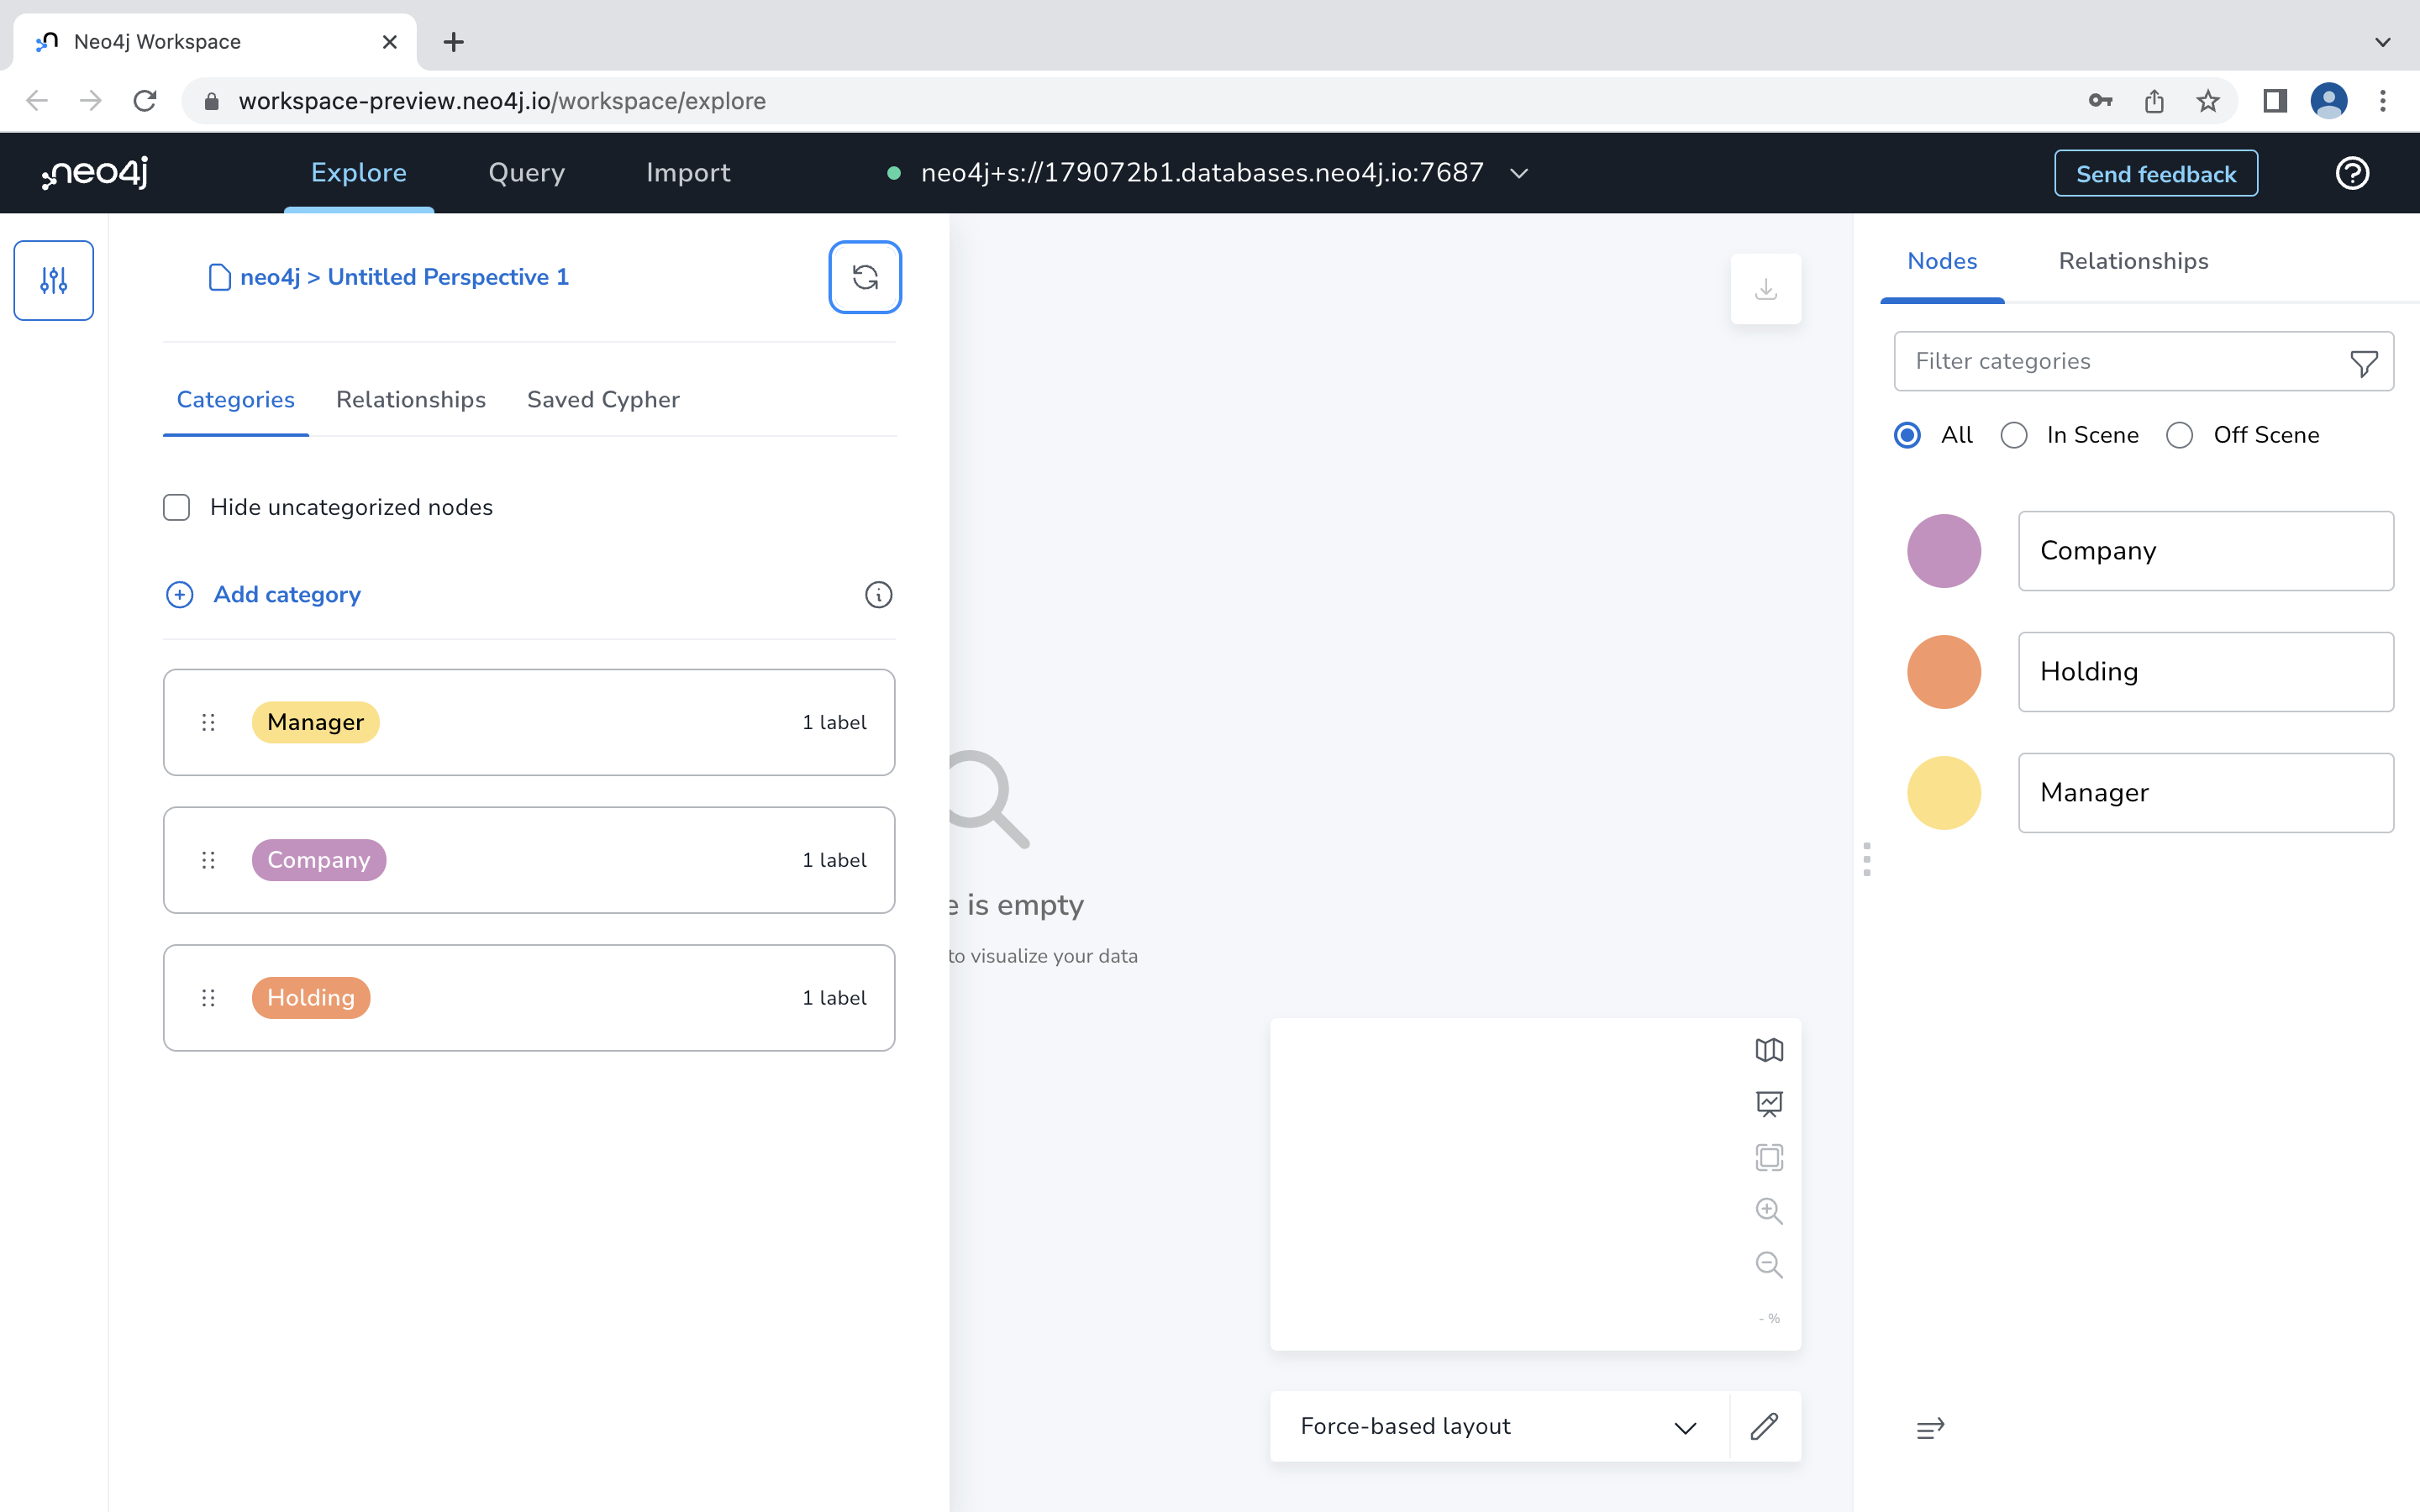 Neo4j Workspace
workspace-preview.neo4j.io/workspace/explore
neo4j
Explore
Query
Import
neo4j+s://179072b1.databases.neo4j.io:7687
Send feedback
neo4j > Untitled Perspective 1
Categories
Relationships
Saved Cypher
Hide uncategorized nodes
Add category
Manager
1 label
Company
1 label
Holding
1 label
e is empty
to visualize your data
- %
Force-based layout
Nodes
Relationships
Filter categories
All
In Scene
Off Scene
Company
Holding
Manager